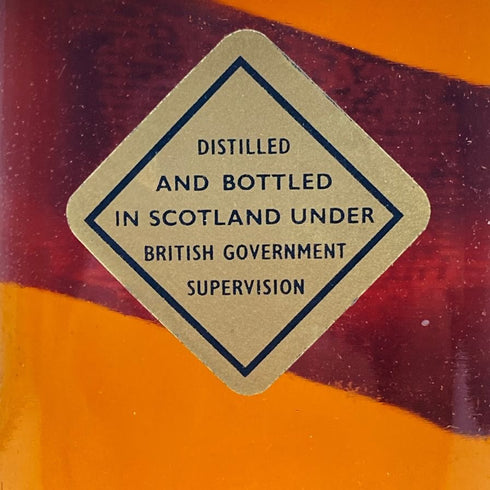 DISTILLED
AND BOTTLED
IN SCOTLAND UNDER
BRITISH GOVERNMENT
SUPERVISION